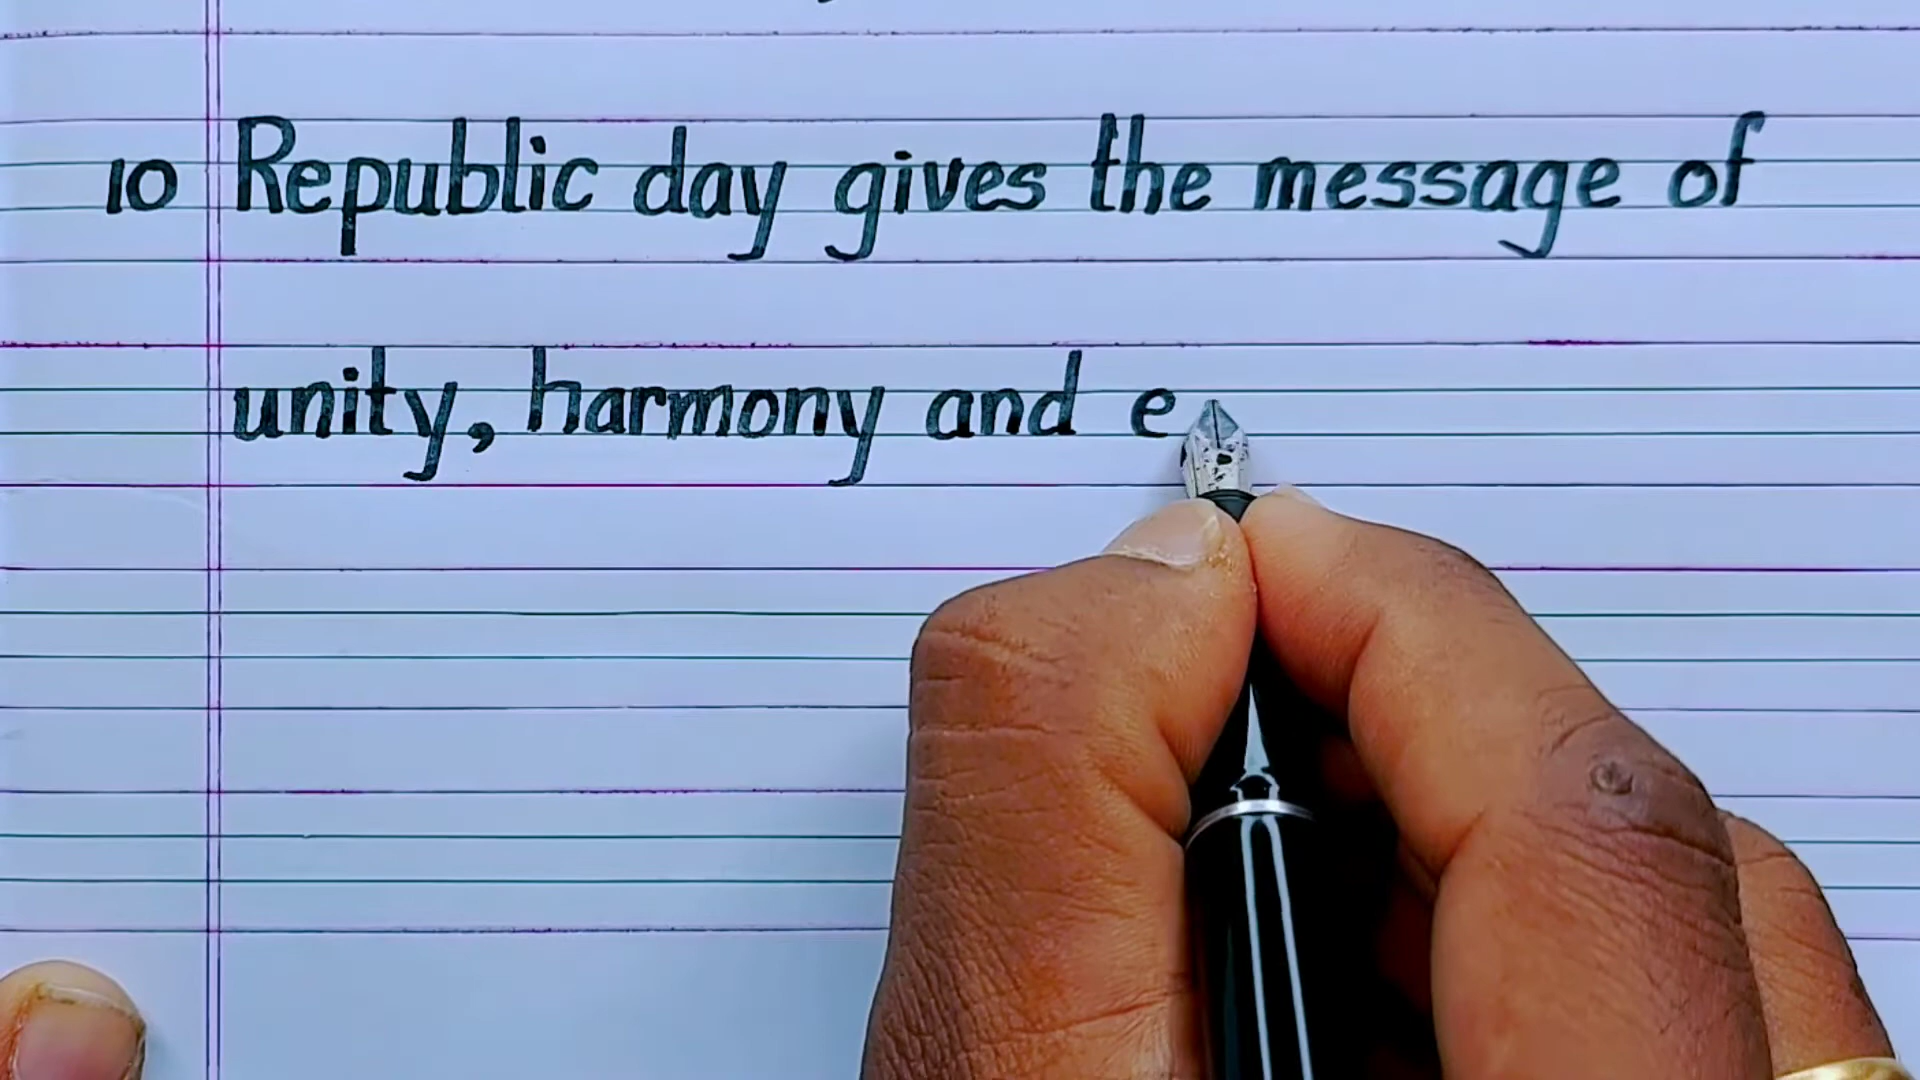 10 Republic day gives the message of
unity, harmony and e